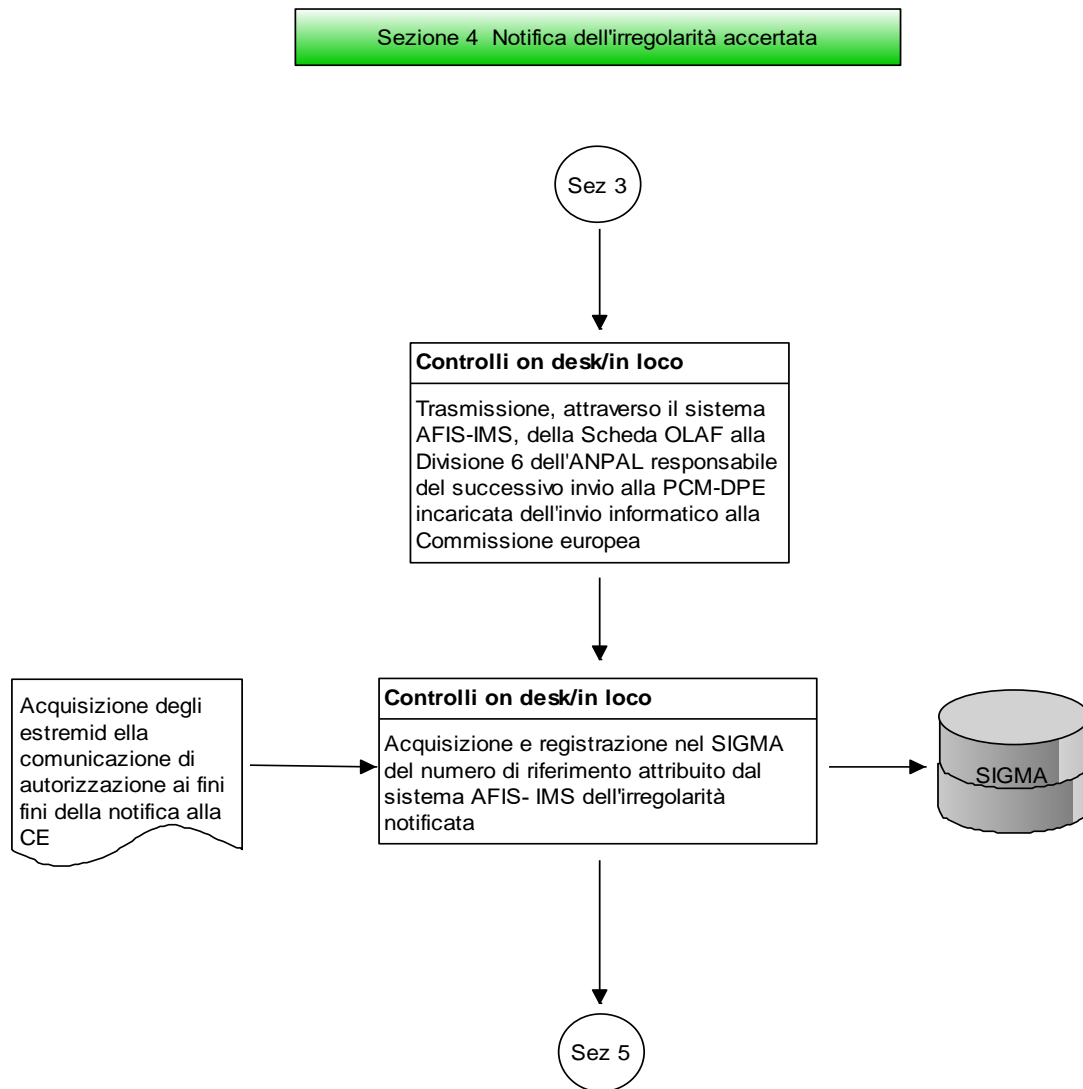 Sezione 4  Notifica dell'irregolarità accertata
Sez 3
Controlli on desk/in loco
Trasmissione, attraverso il sistema
AFIS-IMS, della Scheda OLAF alla
Divisione 6 dell'ANPAL responsabile
del successivo invio alla PCM-DPE
incaricata dell'invio informatico alla
Commissione europea
Acquisizione degli
estremid ella
comunicazione di
autorizzazione ai fini
fini della notifica alla
CE
Controlli on desk/in loco
Acquisizione e registrazione nel SIGMA
del numero di riferimento attribuito dal
sistema AFIS- IMS dell'irregolarità
notificata
SIGMA
Sez 5